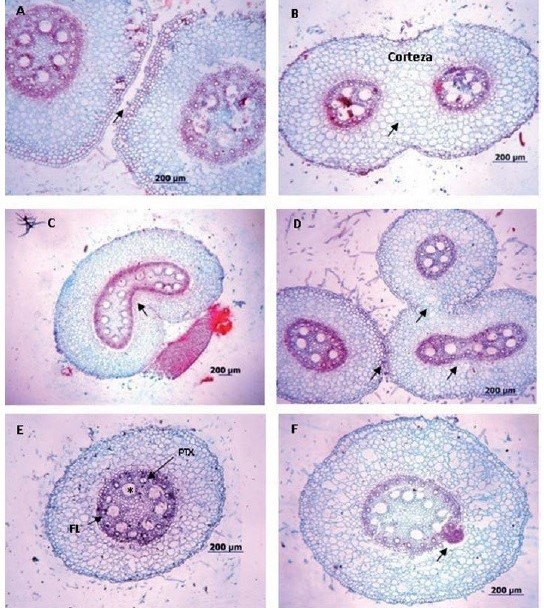 A
200 µm
B
Corteza
200 µm
C
200 µm
D
200 µm
E
PTX
*
FL
200 µm
F
200 µm